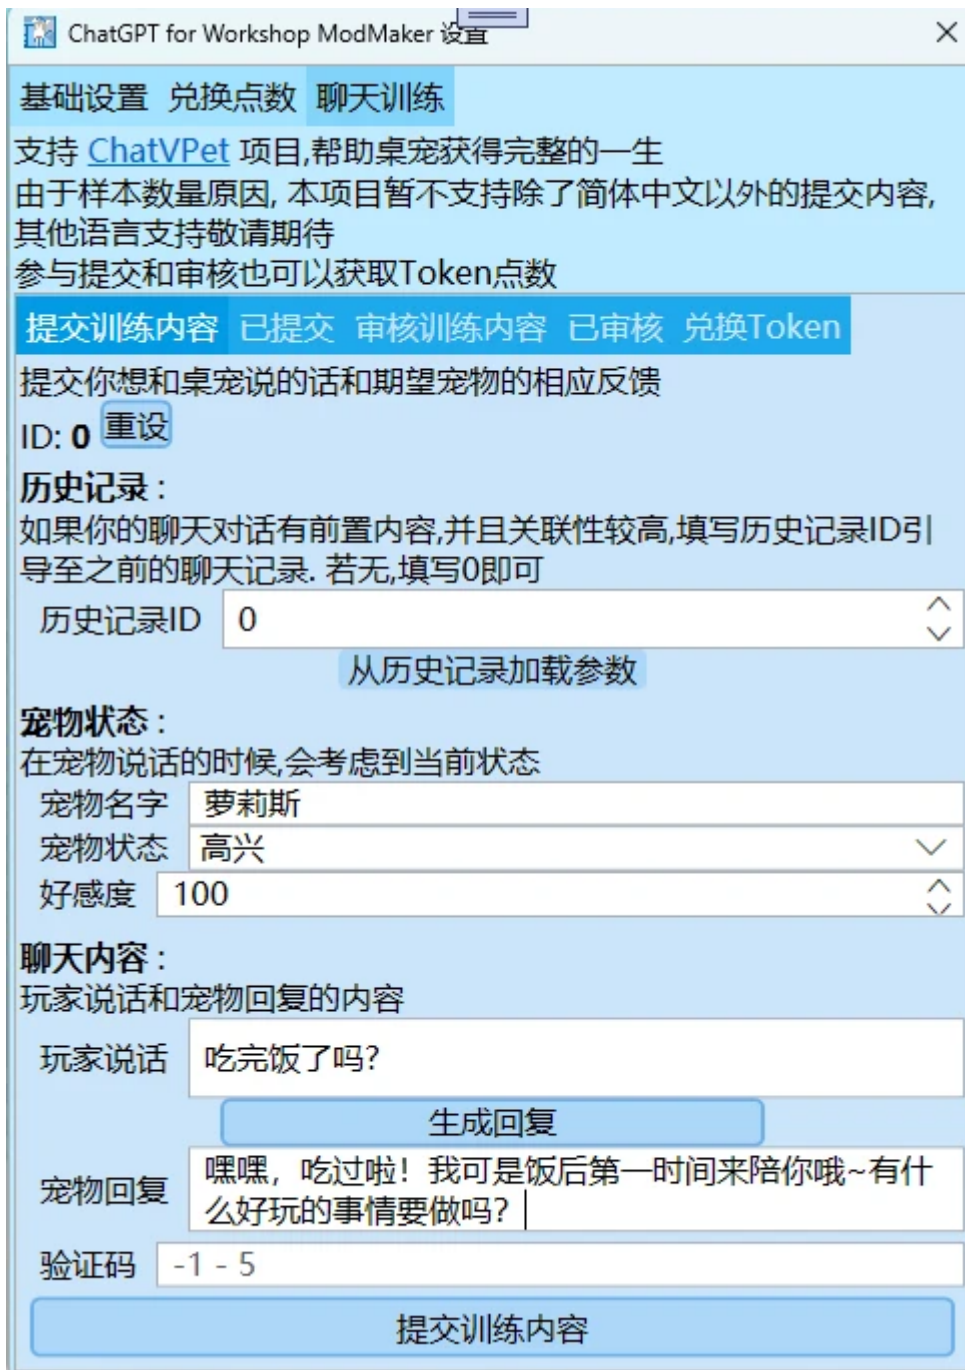 ChatGPT for Workshop ModMaker 设置
基础设置 兑换点数 聊天训练
支持 ChatVPet 项目,帮助桌宠获得完整的一生
由于样本数量原因, 本项目暂不支持除了简体中文以外的提交内容,
其他语言支持敬请期待
参与提交和审核也可以获取Token点数
提交训练内容 已提交 审核训练内容 已审核 兑换Token
提交你想和桌宠说的话和期望宠物的相应反馈
ID: 0 重设
历史记录 :
如果你的聊天对话有前置内容,并且关联性较高,填写历史记录ID引
导至之前的聊天记录. 若无,填写0即可
历史记录ID 0
从历史记录加载参数
宠物状态 :
在宠物说话的时候,会考虑到当前状态
宠物名字 萝莉斯
宠物状态 高兴
好感度 100
聊天内容 :
玩家说话和宠物回复的内容
玩家说话 吃完饭了吗?
生成回复
宠物回复 嘿嘿，吃过啦！我可是饭后第一时间来陪你哦~有什
么好玩的事情要做吗？
验证码 -1 - 5
提交训练内容